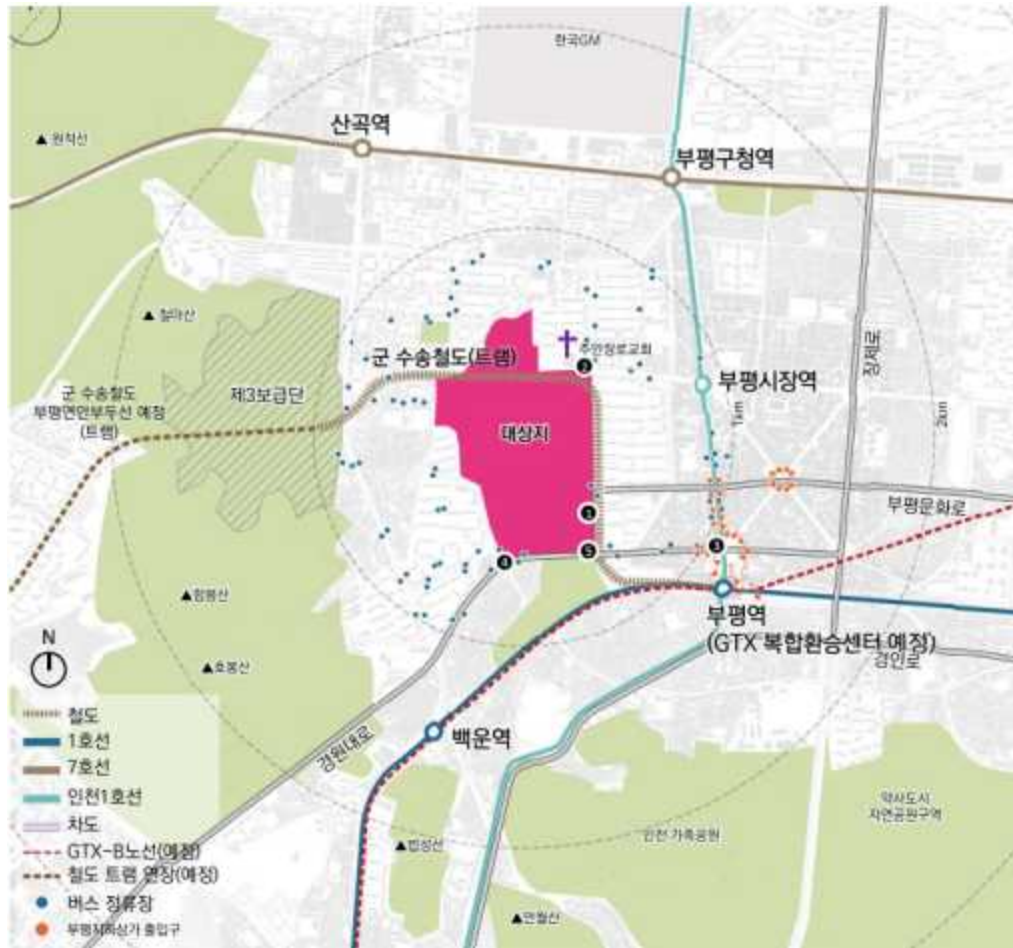 한국GM
▲ 원적산
산곡역
부평구청역
▲ 철마산
장제로
군 수송철도(트램)
주안장로교회
2
부평시장역
군 수송철도
부평연안부두선 예정
(트램)
제3보급단
대상지
1km
2km
1
부평문화로
3
5
4
부평역
(GTX 복합환승센터 예정)
경인로
▲함봉산
▲호봉산
N
백운역
경원대로
철도
1호선
7호선
인천1호선
차도
GTX-B노선(예정)
철도 트램 연장(예정)
버스 정류장
부평지하상가 출입구
▲법성산
인천 가족공원
약사도시
자연공원구역
▲만월산